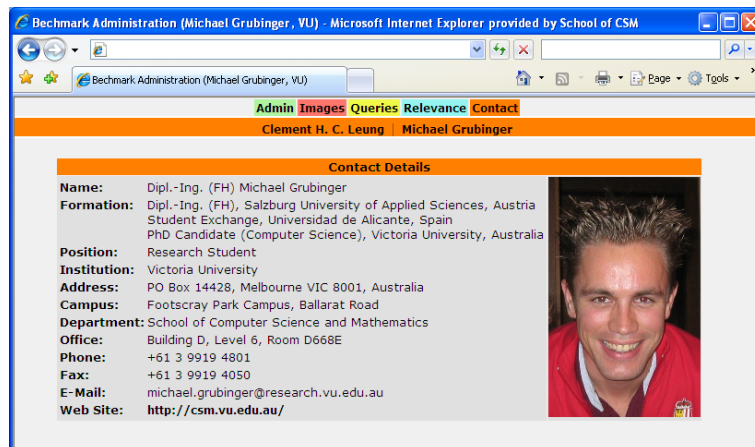 Bechmark Administration (Michael Grubinger, VU) - Microsoft Internet Explorer provided by School of CSM
Bechmark Administration (Michael Grubinger, VU)
Page
Tools
Admin Images Queries Relevance Contact
Clement H. C. Leung | Michael Grubinger
Contact Details
Name: Dipl.-Ing. (FH) Michael Grubinger
Formation: Dipl.-Ing. (FH), Salzburg University of Applied Sciences, Austria
Student Exchange, Universidad de Alicante, Spain
PhD Candidate (Computer Science), Victoria University, Australia
Position: Research Student
Institution: Victoria University
Address: PO Box 14428, Melbourne VIC 8001, Australia
Campus: Footscray Park Campus, Ballarat Road
Department: School of Computer Science and Mathematics
Office: Building D, Level 6, Room D668E
Phone: +61 3 9919 4801
Fax: +61 3 9919 4050
E-Mail: michael.grubinger@research.vu.edu.au
Web Site: http://csm.vu.edu.au/